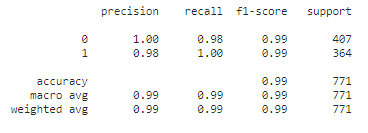 precision recall f1-score support
0 1.00 0.98 0.99 407
1 0.98 1.00 0.99 364
accuracy 0.99 771
macro avg 0.99 0.99 0.99 771
weighted avg 0.99 0.99 0.99 771